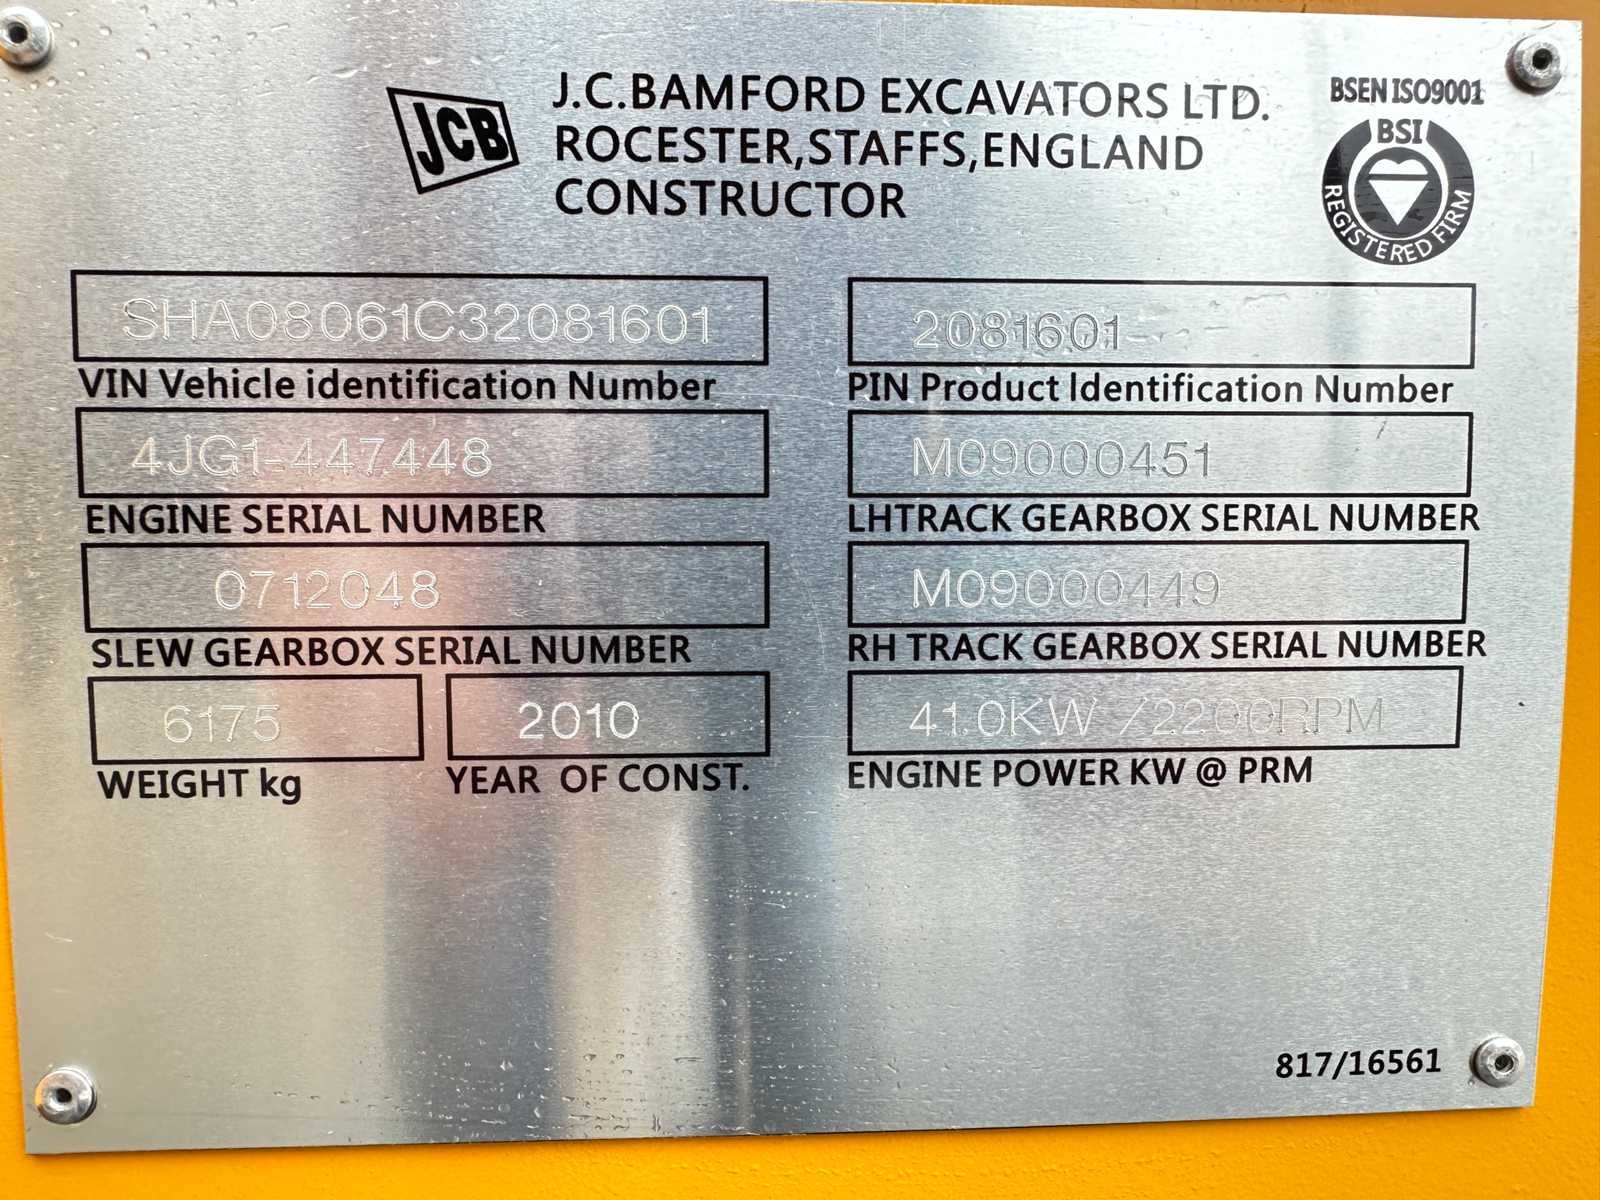 JCB
J.C.BAMFORD EXCAVATORS LTD.
ROCESTER,STAFFS,ENGLAND
CONSTRUCTOR
BSEN ISO9001
BSI
REGISTERED FIRM
SHA08061C32081601
VIN Vehicle identification Number
2081601
PIN Product Identification Number
4JG1-447448
ENGINE SERIAL NUMBER
M09000451
LHTRACK GEARBOX SERIAL NUMBER
0712048
SLEW GEARBOX SERIAL NUMBER
M09000449
RH TRACK GEARBOX SERIAL NUMBER
6175
WEIGHT kg
2010
YEAR OF CONST.
41.0KW /2200RPM
ENGINE POWER KW @ PRM
817/16561